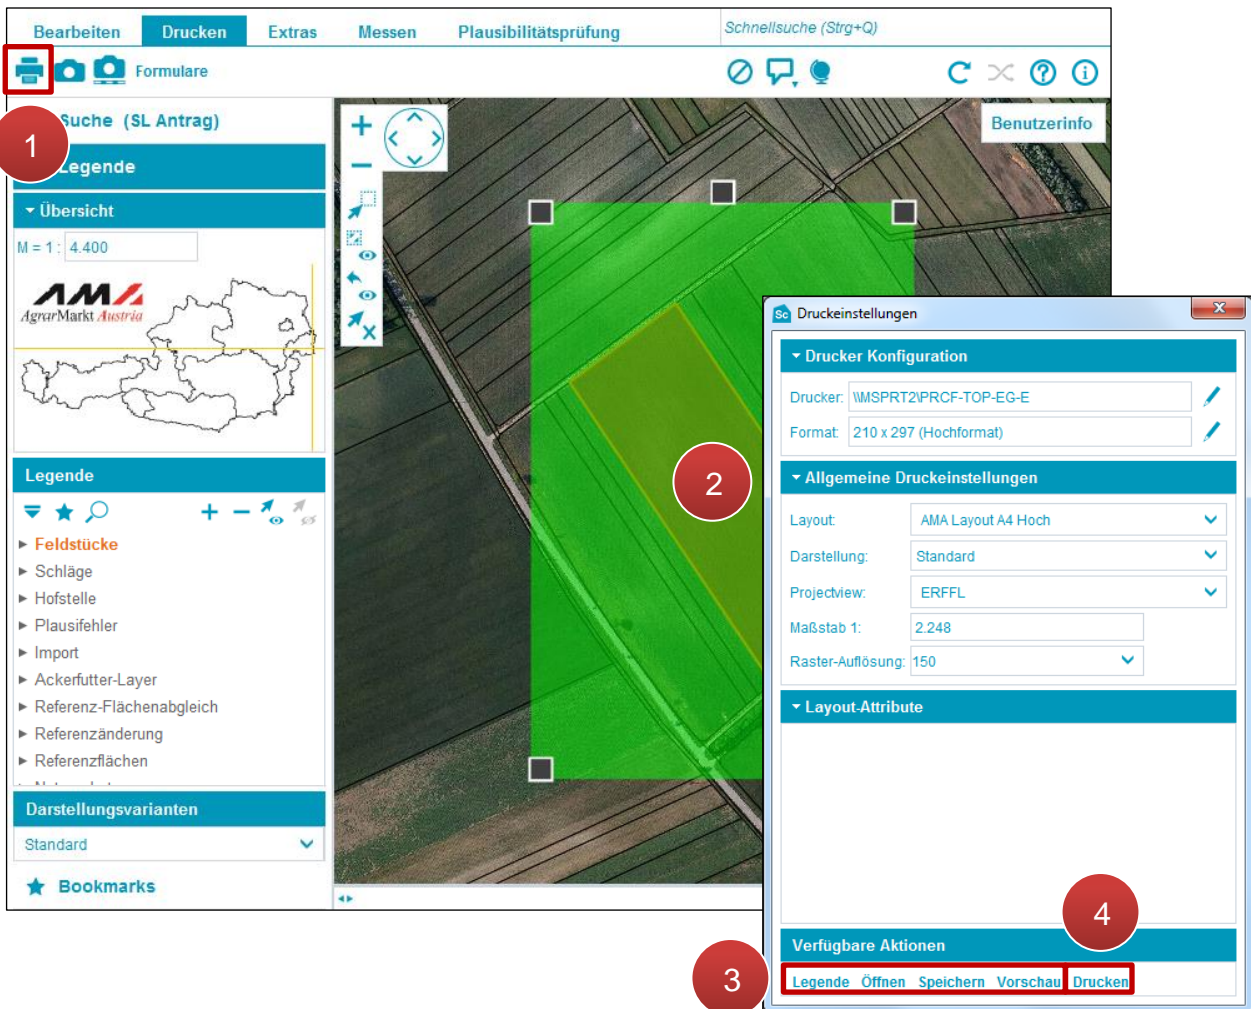 Bearbeiten Drucken Extras Messen Plausibilitätsprüfung Schnellsuche (Strg+Q)
Formulare
1
Suche (SL Antrag)
Legende
Übersicht
M = 1 : 4.400
AMA
AgrarMarkt Austria
Legende
Feldstücke
Schläge
Hofstelle
Plausifehler
Import
Ackerfutter-Layer
Referenz-Flächenabgleich
Referenzänderung
Referenzflächen
Darstellungsvarianten
Standard
Bookmarks
Benutzerinfo
2
Sc Druckeinstellungen
Drucker Konfiguration
Drucker: \\MSPRT2\PRCF-TOP-EG-E
Format: 210 x 297 (Hochformat)
Allgemeine Druckeinstellungen
Layout: AMA Layout A4 Hoch
Darstellung: Standard
Projectview: ERFFL
Maßstab 1: 2.248
Raster-Auflösung: 150
Layout-Attribute
4
Verfügbare Aktionen
3
Legende Öffnen Speichern Vorschau Drucken